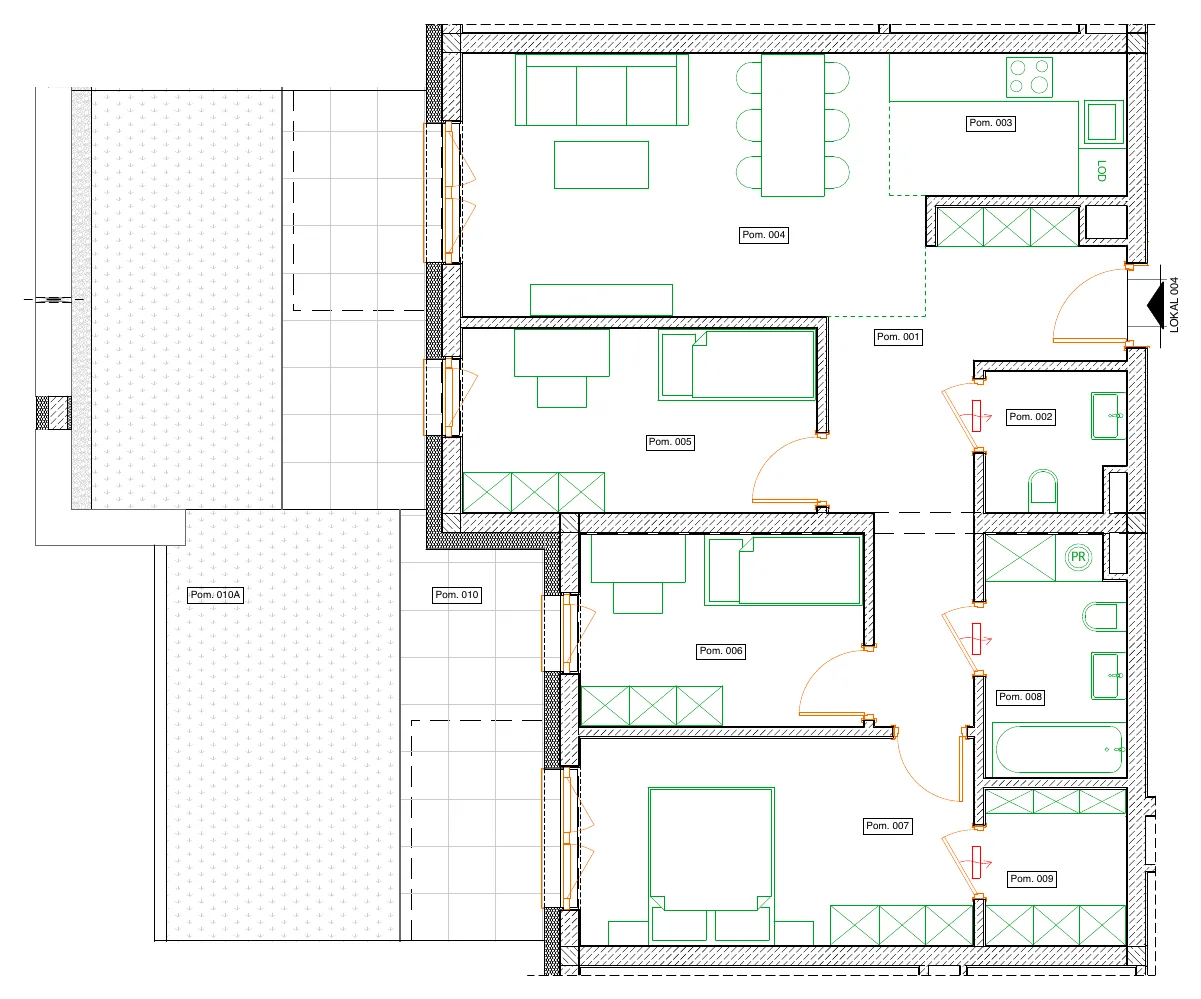 Pom. 003
LOD
Pom. 004
LOKAL 004
Pom. 001
Pom. 002
Pom. 005
PR
Pom. 010A
Pom. 010
Pom. 006
Pom. 008
Pom. 007
Pom. 009